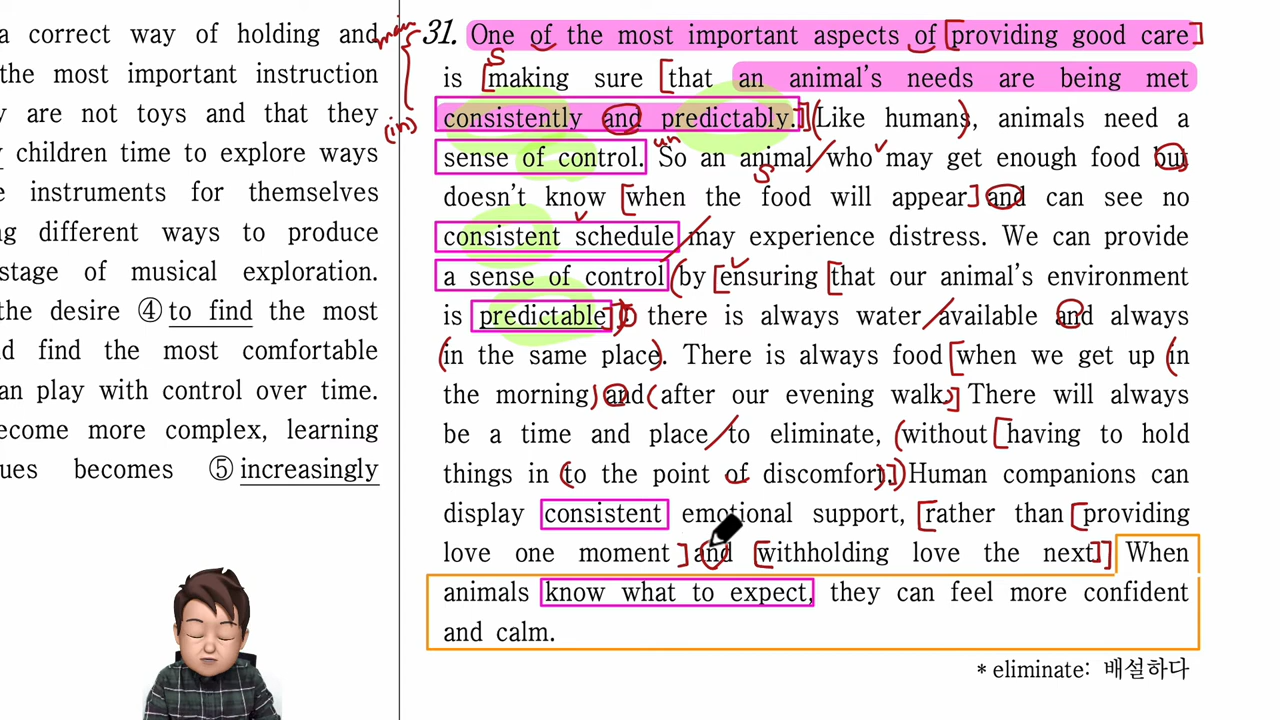 a correct way of holding and
the most important instruction
y are not toys and that they
y children time to explore ways
e instruments for themselves
ng different ways to produce
stage of musical exploration.
the desire ④ to find the most
d find the most comfortable
an play with control over time.
ecome more complex, learning
ues becomes ⑤ increasingly
main
(in)
31. One of the most important aspects of [providing good care]
S
is [making sure [that an animal's needs are being met
consistently and predictably.]] (Like humans), animals need a
un
sense of control. So an animal / who may get enough food but
S
doesn't know [when the food will appear] and can see no
consistent schedule / may experience distress. We can provide
a sense of control (by [ensuring [that our animal's environment
is predictable]]). there is always water / available and always
(in the same place). There is always food [when we get up (in
the morning) and (after our evening walk.] There will always
be a time and place / to eliminate, (without [having to hold
things in (to the point of discomfort).]) Human companions can
display consistent emotional support, [rather than [providing
love one moment] and [withholding love the next.]] When
animals know what to expect, they can feel more confident
and calm.
* eliminate: 배설하다